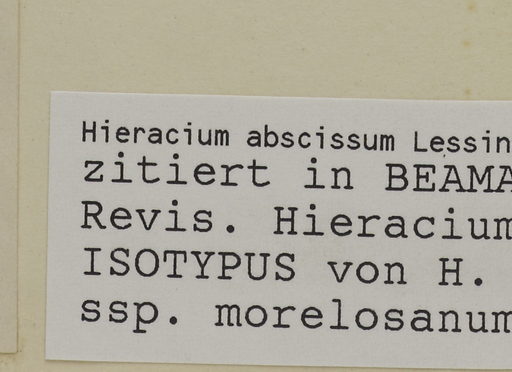 Hieracium abscissum Lessin
zitiert in BEAMA
Revis. Hieracium
ISOTYPUS von H.
ssp. morelosanum